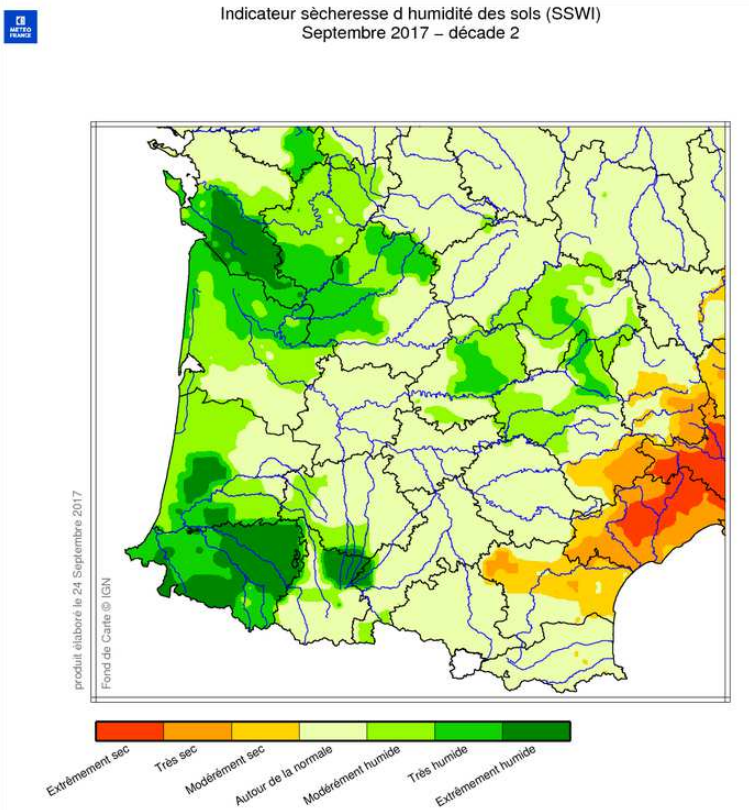 METEO
FRANCE
Indicateur sècheresse d humidité des sols (SSWI)
Septembre 2017 – décade 2
produit élaboré le 24 Septembre 2017
Fond de Carte © IGN
Extrêmement sec
Très sec
Modérément sec
Autour de la normale
Modérément humide
Très humide
Extrêmement humide